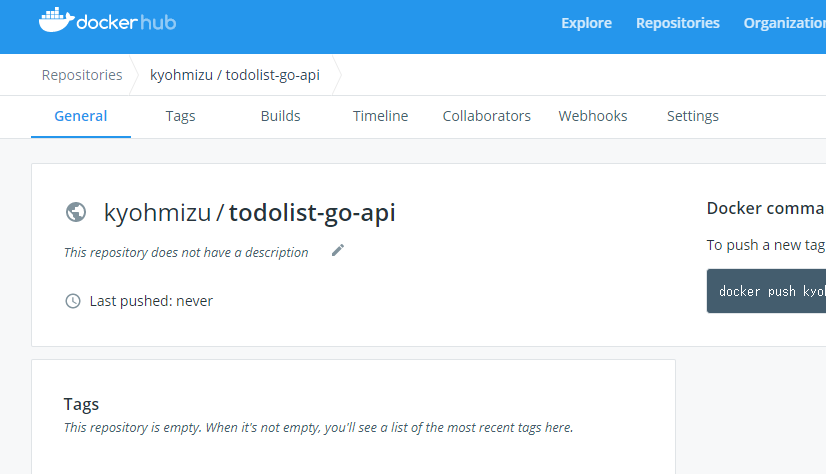 docker hub
Explore Repositories Organizatio
Repositories kyohmizu / todolist-go-api
General Tags Builds Timeline Collaborators Webhooks Settings
kyohmizu / todolist-go-api
This repository does not have a description
Last pushed: never
Docker comma
To push a new tag
docker push kyoh
Tags
This repository is empty. When it's not empty, you'll see a list of the most recent tags here.